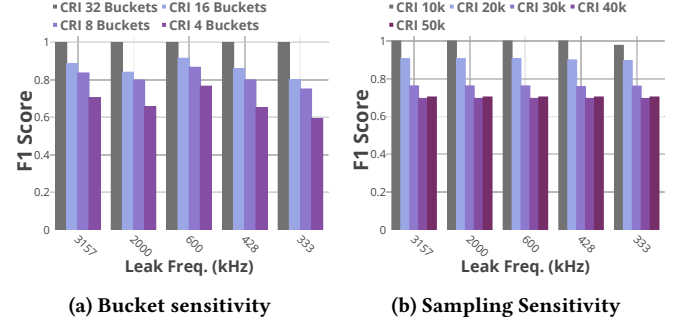 CRI 32 Buckets CRI 16 Buckets
CRI 8 Buckets CRI 4 Buckets
F1 Score
1
0.8
0.6
0.4
0.2
0
3157 2000 600 428 333
Leak Freq. (kHz)
(a) Bucket sensitivity
CRI 10k CRI 20k CRI 30k CRI 40k
CRI 50k
F1 Score
1
0.8
0.6
0.4
0.2
0
3157 2000 600 428 333
Leak Freq. (kHz)
(b) Sampling Sensitivity